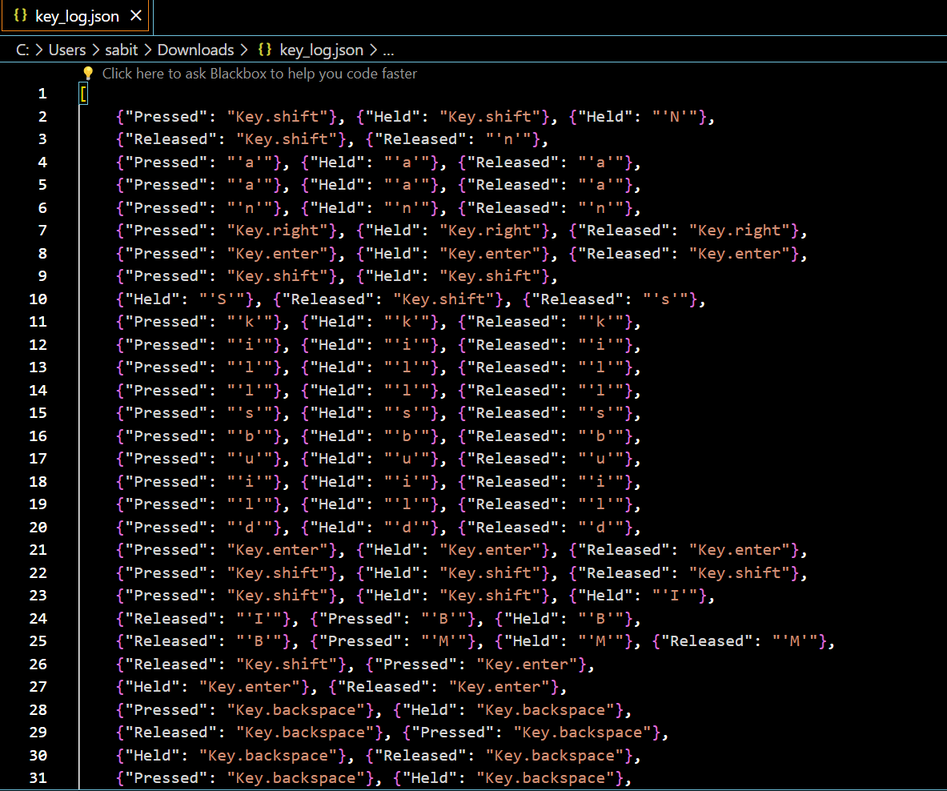 {} key_log.json ×
C: > Users > sabit > Downloads > {} key_log.json > ...
Click here to ask Blackbox to help you code faster
1 [
2 {"Pressed": "Key.shift"}, {"Held": "Key.shift"}, {"Held": "'N'"},
3 {"Released": "Key.shift"}, {"Released": "'n'"},
4 {"Pressed": "'a'"}, {"Held": "'a'"}, {"Released": "'a'"},
5 {"Pressed": "'a'"}, {"Held": "'a'"}, {"Released": "'a'"},
6 {"Pressed": "'n'"}, {"Held": "'n'"}, {"Released": "'n'"},
7 {"Pressed": "Key.right"}, {"Held": "Key.right"}, {"Released": "Key.right"},
8 {"Pressed": "Key.enter"}, {"Held": "Key.enter"}, {"Released": "Key.enter"},
9 {"Pressed": "Key.shift"}, {"Held": "Key.shift"},
10 {"Held": "'S'"}, {"Released": "Key.shift"}, {"Released": "'s'"},
11 {"Pressed": "'k'"}, {"Held": "'k'"}, {"Released": "'k'"},
12 {"Pressed": "'i'"}, {"Held": "'i'"}, {"Released": "'i'"},
13 {"Pressed": "'l'"}, {"Held": "'l'"}, {"Released": "'l'"},
14 {"Pressed": "'l'"}, {"Held": "'l'"}, {"Released": "'l'"},
15 {"Pressed": "'s'"}, {"Held": "'s'"}, {"Released": "'s'"},
16 {"Pressed": "'b'"}, {"Held": "'b'"}, {"Released": "'b'"},
17 {"Pressed": "'u'"}, {"Held": "'u'"}, {"Released": "'u'"},
18 {"Pressed": "'i'"}, {"Held": "'i'"}, {"Released": "'i'"},
19 {"Pressed": "'l'"}, {"Held": "'l'"}, {"Released": "'l'"},
20 {"Pressed": "'d'"}, {"Held": "'d'"}, {"Released": "'d'"},
21 {"Pressed": "Key.enter"}, {"Held": "Key.enter"}, {"Released": "Key.enter"},
22 {"Pressed": "Key.shift"}, {"Held": "Key.shift"}, {"Released": "Key.shift"},
23 {"Pressed": "Key.shift"}, {"Held": "Key.shift"}, {"Held": "'I'"},
24 {"Released": "'I'"}, {"Pressed": "'B'"}, {"Held": "'B'"},
25 {"Released": "'B'"}, {"Pressed": "'M'"}, {"Held": "'M'"}, {"Released": "'M'"},
26 {"Released": "Key.shift"}, {"Pressed": "Key.enter"},
27 {"Held": "Key.enter"}, {"Released": "Key.enter"},
28 {"Pressed": "Key.backspace"}, {"Held": "Key.backspace"},
29 {"Released": "Key.backspace"}, {"Pressed": "Key.backspace"},
30 {"Held": "Key.backspace"}, {"Released": "Key.backspace"},
31 {"Pressed": "Key.backspace"}, {"Held": "Key.backspace"},